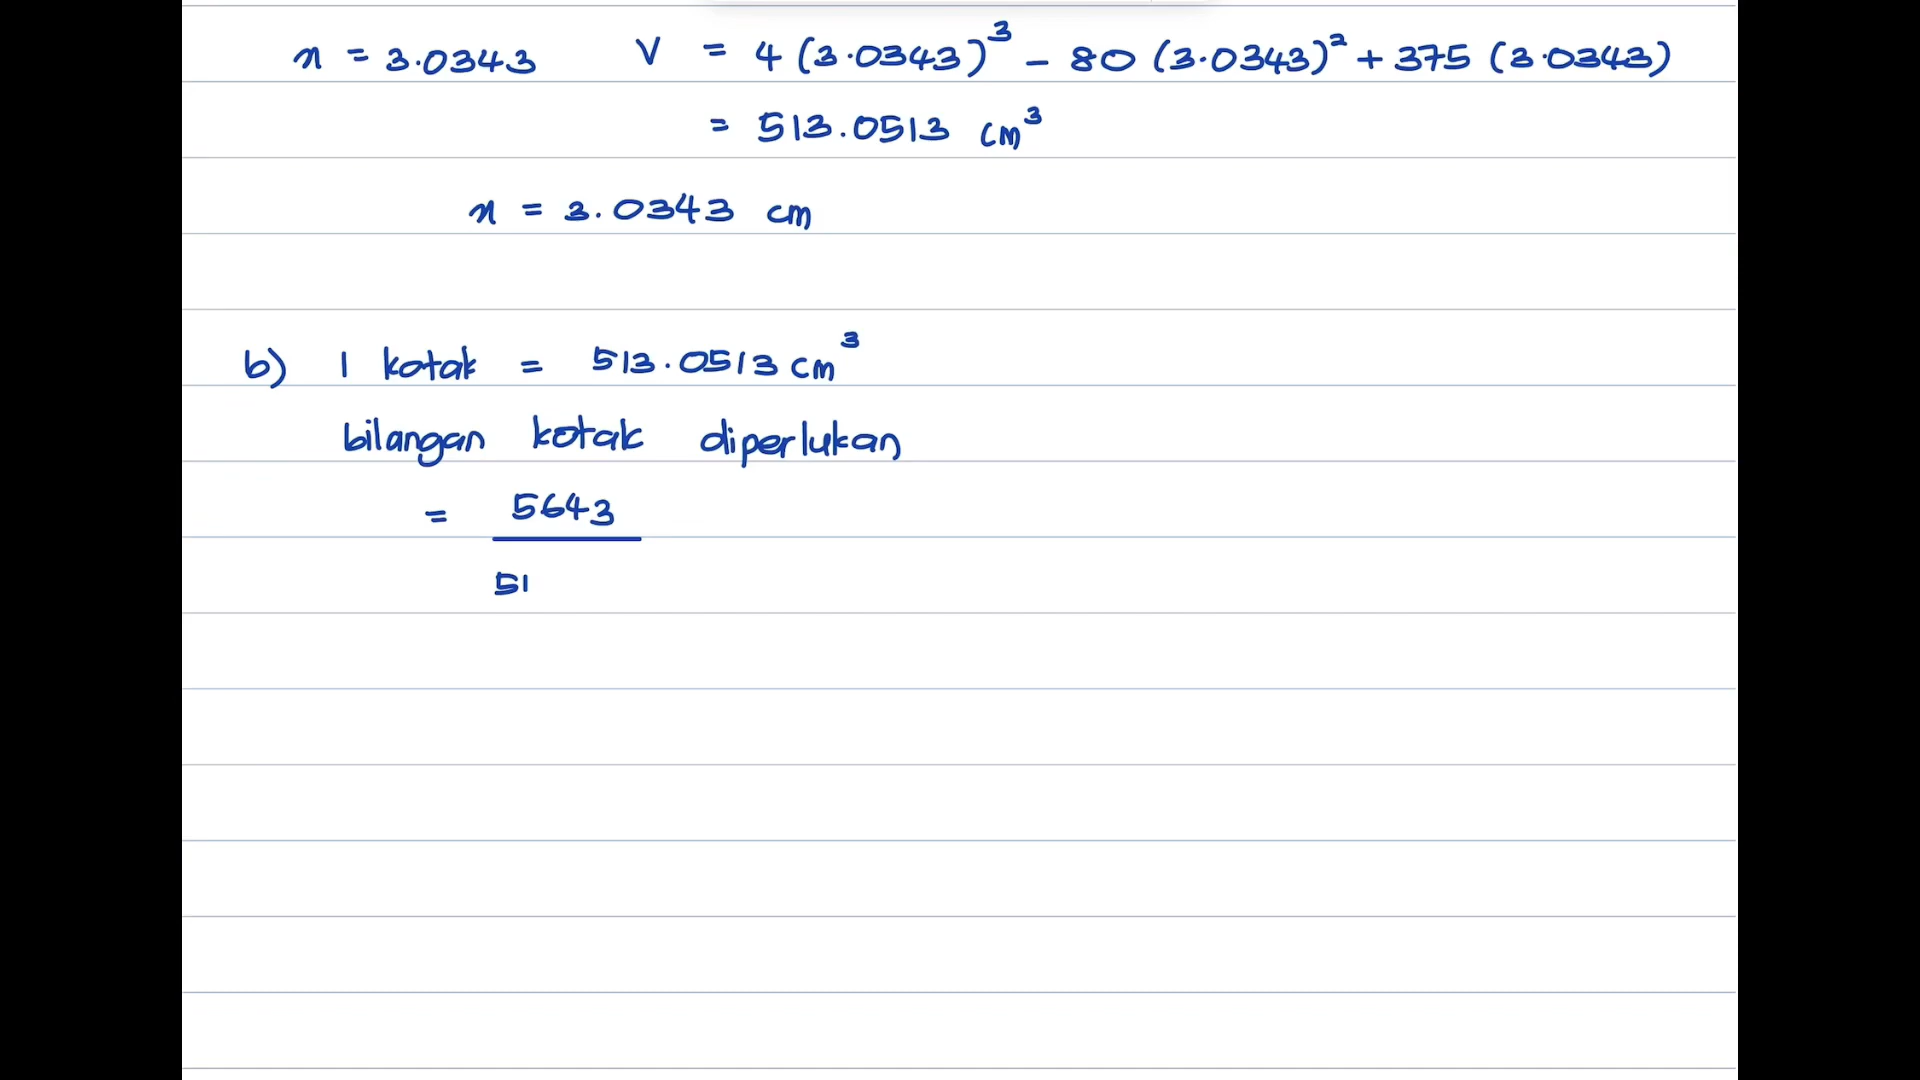 x = 3.0343 V = 4 (3.0343)³ - 80 (3.0343)² + 375 (3.0343)
= 513.0513 cm³
x = 3.0343 cm
b) 1 kotak = 513.0513 cm³
bilangan kotak diperlukan
= 5643
51